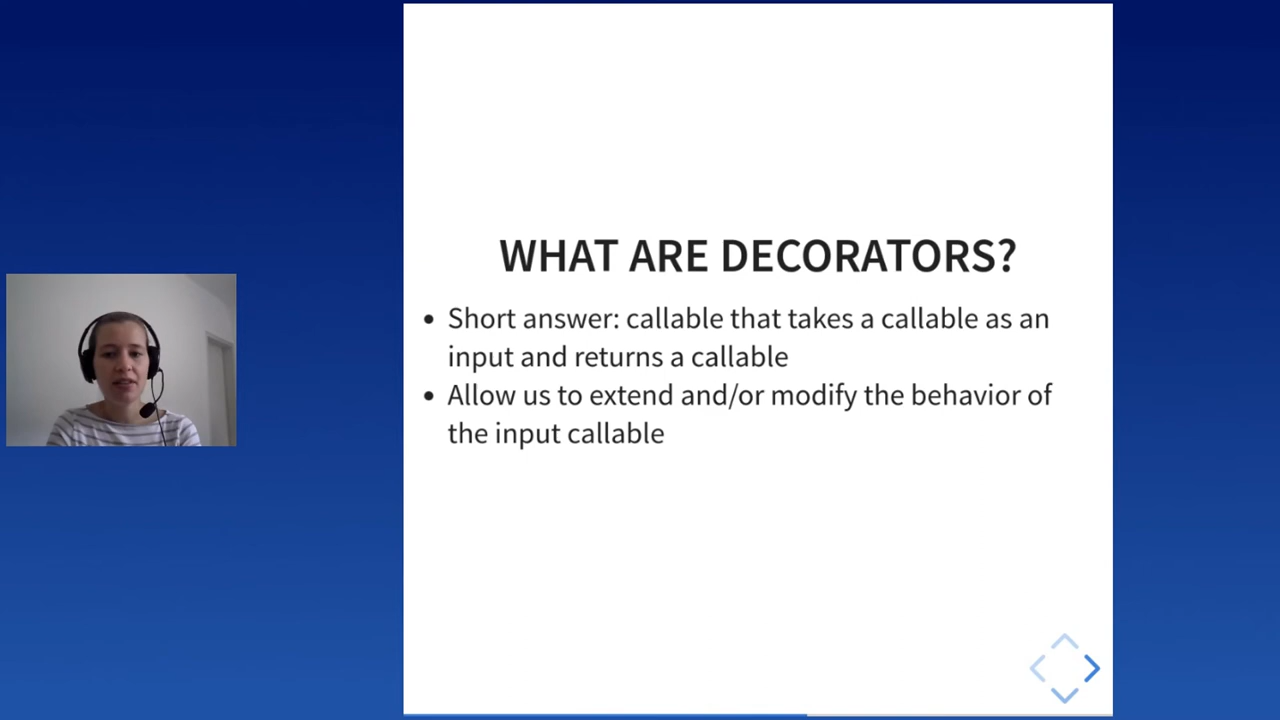 WHAT ARE DECORATORS?
• Short answer: callable that takes a callable as an
input and returns a callable
• Allow us to extend and/or modify the behavior of
the input callable